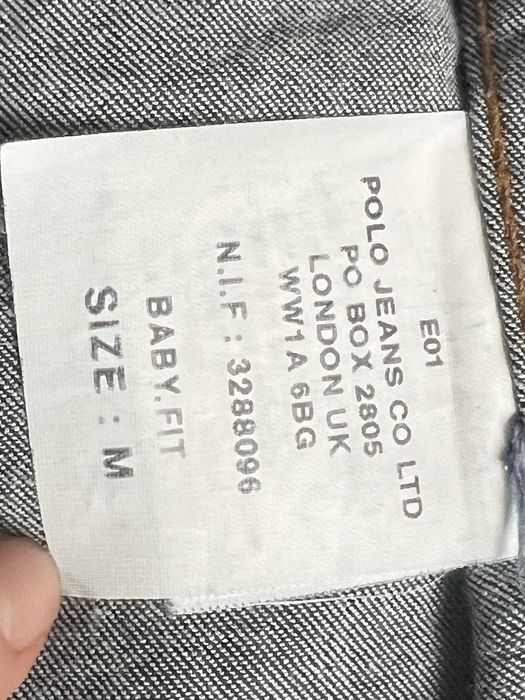 E01
POLO JEANS CO LTD
PO BOX 2805
LONDON UK
WW1A 6BG
N.I.F : 3288096
BABY.FIT
SIZE : M